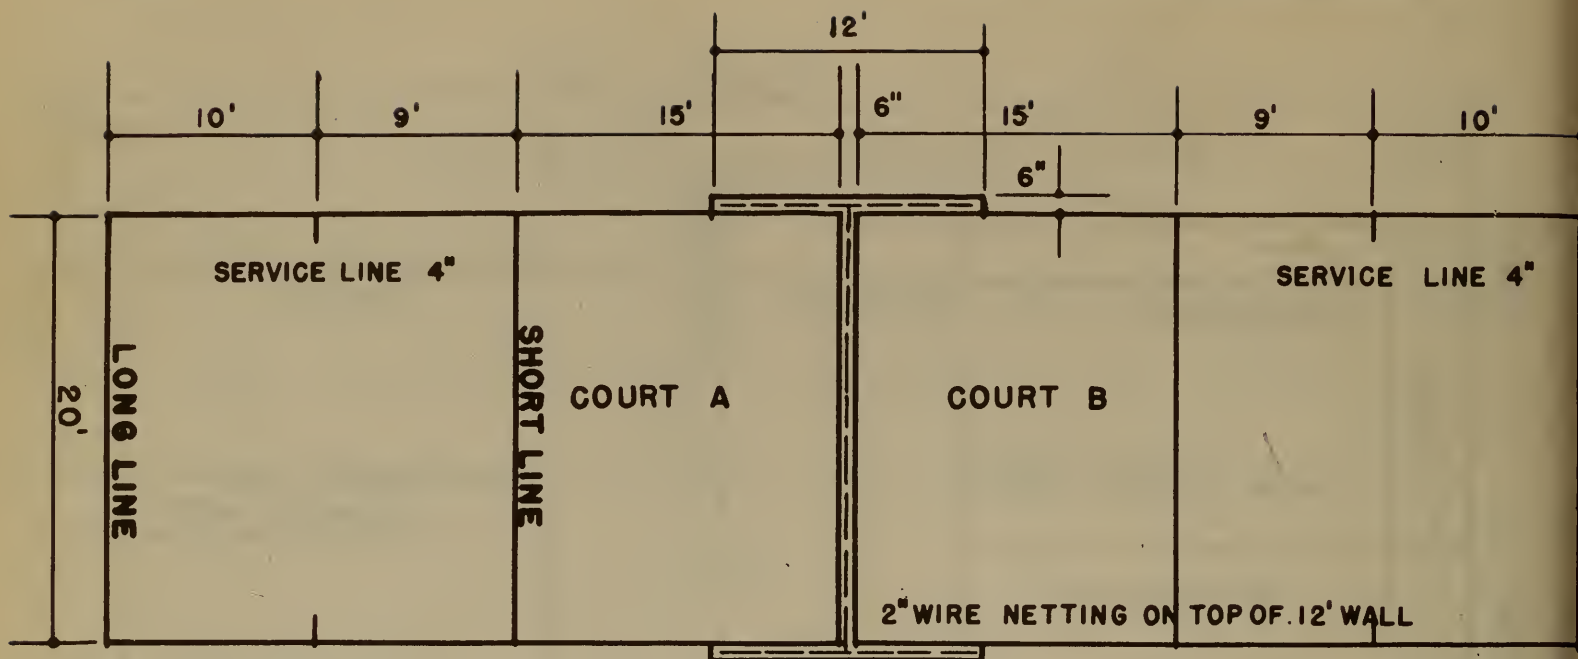 12'
10' 9' 15' 6" 15' 9' 10'
6"
SERVICE LINE 4" SERVICE LINE 4"
LONG LINE
SHORT LINE
20'
COURT A COURT B
2" WIRE NETTING ON TOP OF. 12' WALL